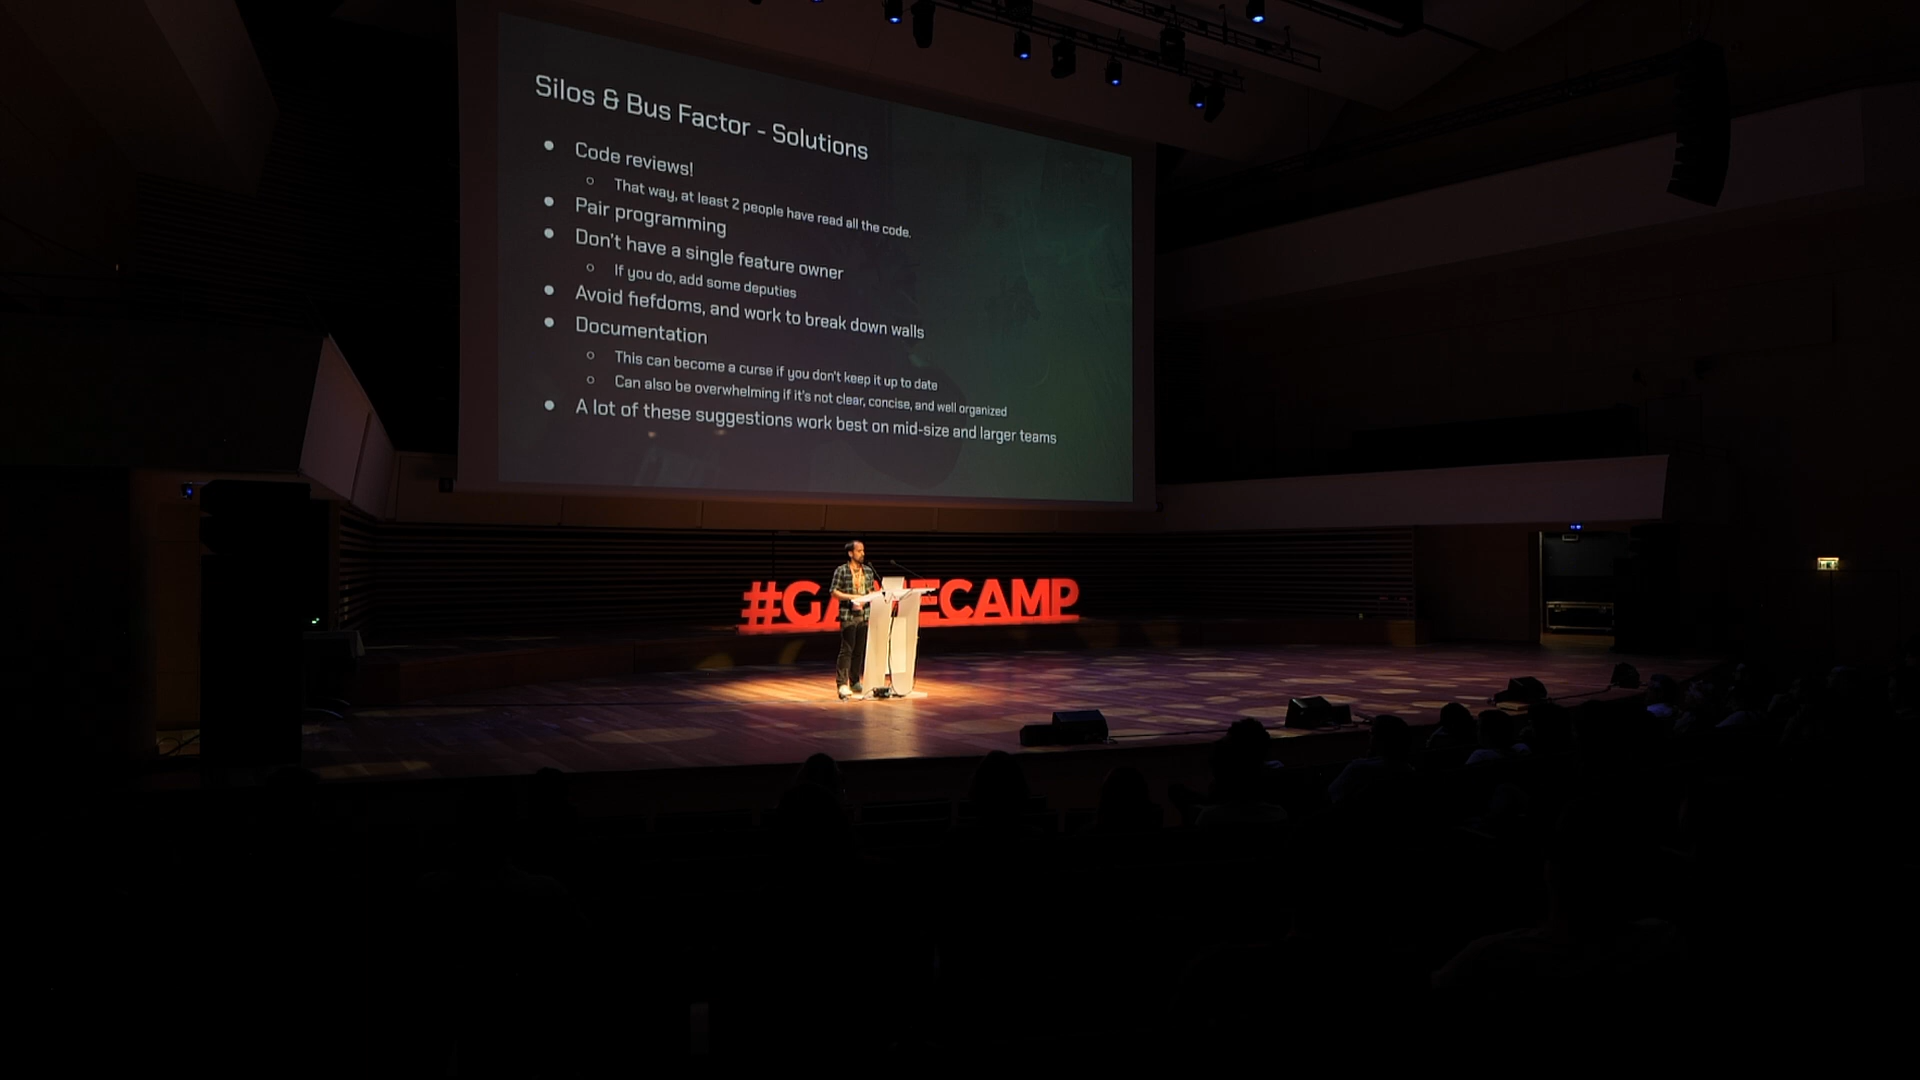 Silos & Bus Factor - Solutions
Code reviews!
That way, at least 2 people have read all the code.
Pair programming
Don't have a single feature owner
If you do, add some deputies
Avoid fiefdoms, and work to break down walls
Documentation
This can become a curse if you don't keep it up to date
Can also be overwhelming if it's not clear, concise, and well organized
A lot of these suggestions work best on mid-size and larger teams
#GA ECAMP